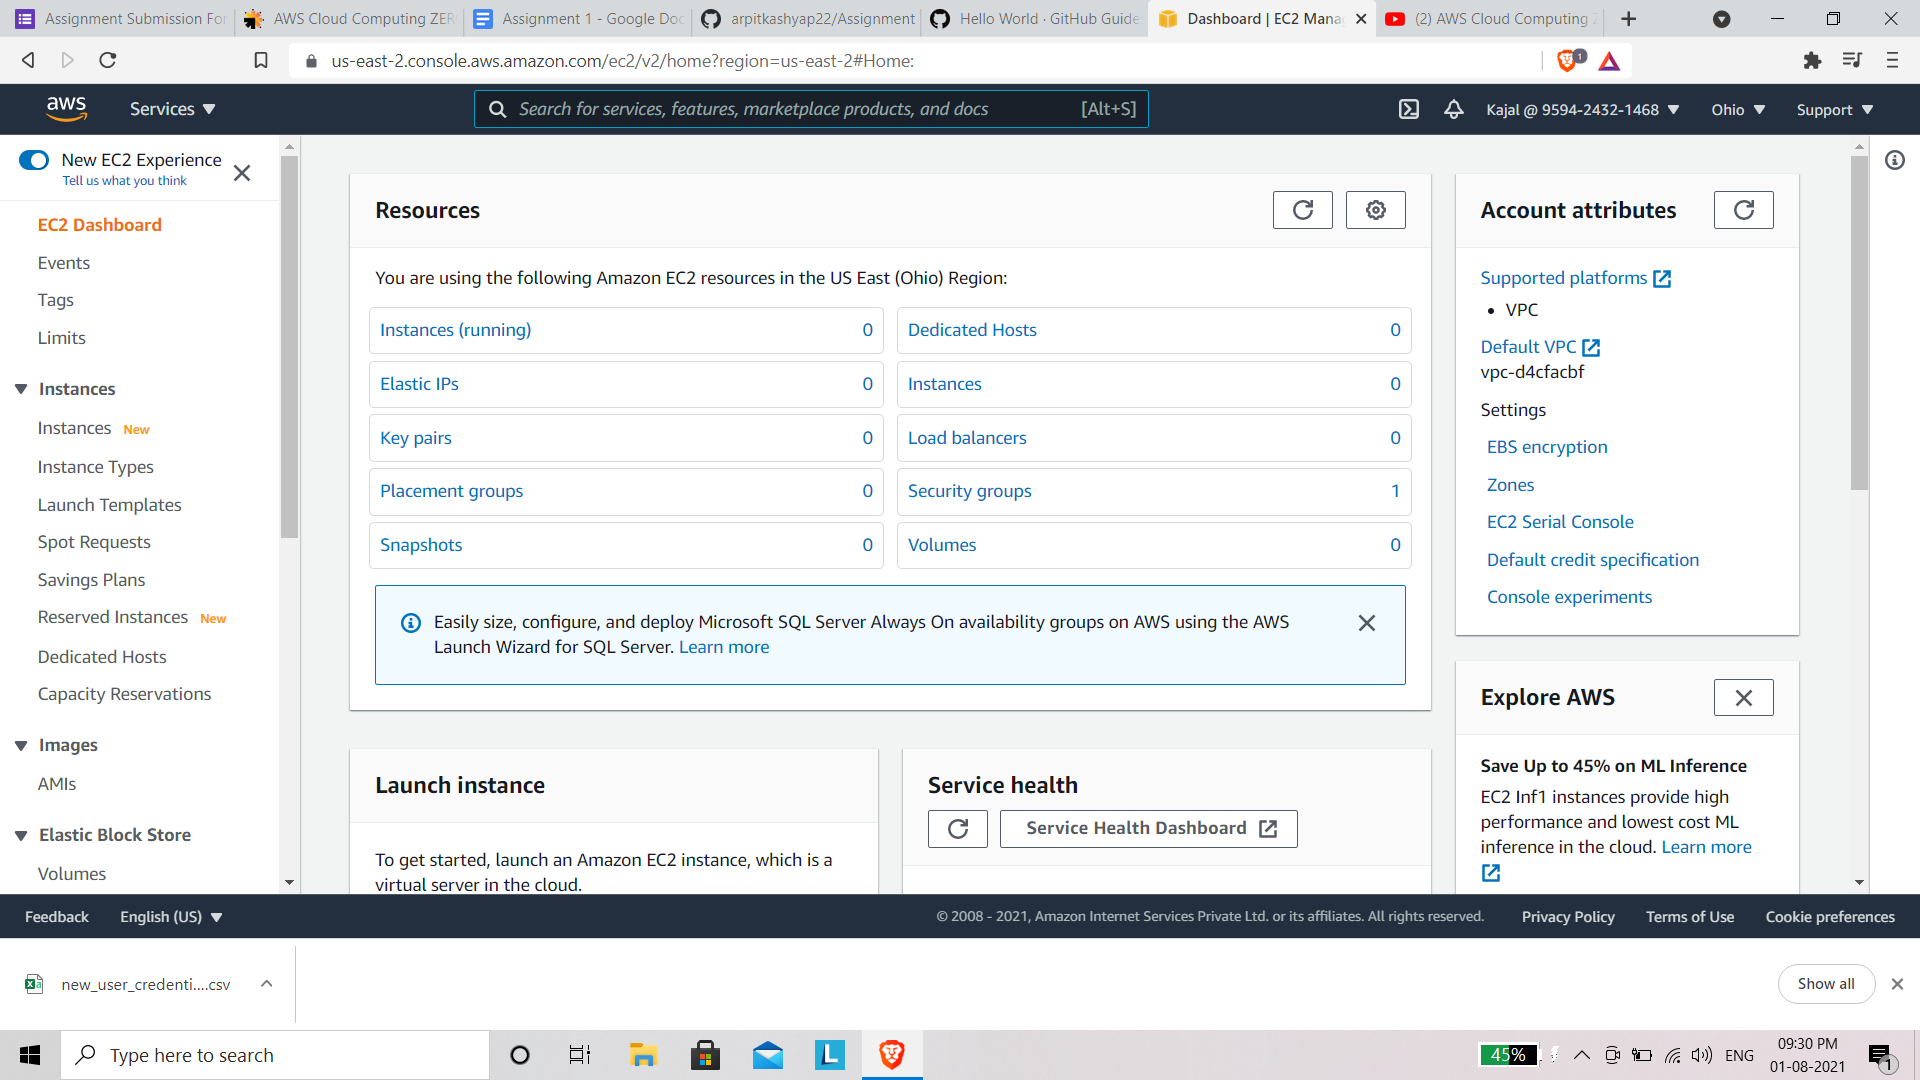 Assignment Submission For
AWS Cloud Computing ZER
Assignment 1 - Google Doc
arpitkashyap22/Assignment
Hello World · GitHub Guide
Dashboard | EC2 Mana
(2) AWS Cloud Computing Z
us-east-2.console.aws.amazon.com/ec2/v2/home?region=us-east-2#Home:
1
aws
Services
Search for services, features, marketplace products, and docs
[Alt+S]
Kajal @ 9594-2432-1468
Ohio
Support
New EC2 Experience
Tell us what you think
EC2 Dashboard
Events
Tags
Limits
Instances
Instances New
Instance Types
Launch Templates
Spot Requests
Savings Plans
Reserved Instances New
Dedicated Hosts
Capacity Reservations
Images
AMIs
Elastic Block Store
Volumes
Resources
You are using the following Amazon EC2 resources in the US East (Ohio) Region:
Instances (running) 0
Dedicated Hosts 0
Elastic IPs 0
Instances 0
Key pairs 0
Load balancers 0
Placement groups 0
Security groups 1
Snapshots 0
Volumes 0
Easily size, configure, and deploy Microsoft SQL Server Always On availability groups on AWS using the AWS
Launch Wizard for SQL Server. Learn more
Launch instance
To get started, launch an Amazon EC2 instance, which is a
virtual server in the cloud.
Service health
Service Health Dashboard
Account attributes
Supported platforms
• VPC
Default VPC
vpc-d4cfacbf
Settings
EBS encryption
Zones
EC2 Serial Console
Default credit specification
Console experiments
Explore AWS
Save Up to 45% on ML Inference
EC2 Inf1 instances provide high
performance and lowest cost ML
inference in the cloud. Learn more
Feedback
English (US)
© 2008 - 2021, Amazon Internet Services Private Ltd. or its affiliates. All rights reserved.
Privacy Policy
Terms of Use
Cookie preferences
new_user_credenti....csv
Show all
Type here to search
L
45%
ENG
09:30 PM
01-08-2021
1